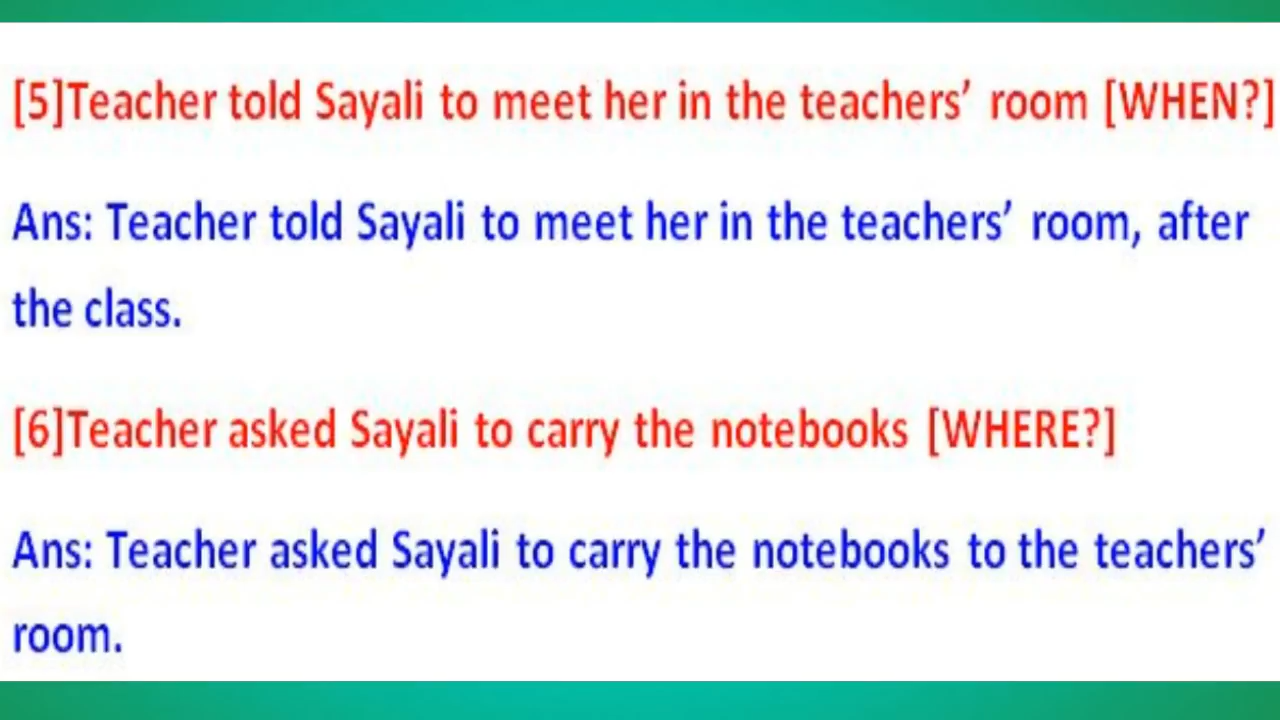 [5]Teacher told Sayali to meet her in the teachers’ room [WHEN?]
Ans: Teacher told Sayali to meet her in the teachers’ room, after
the class.
[6]Teacher asked Sayali to carry the notebooks [WHERE?]
Ans: Teacher asked Sayali to carry the notebooks to the teachers’
room.